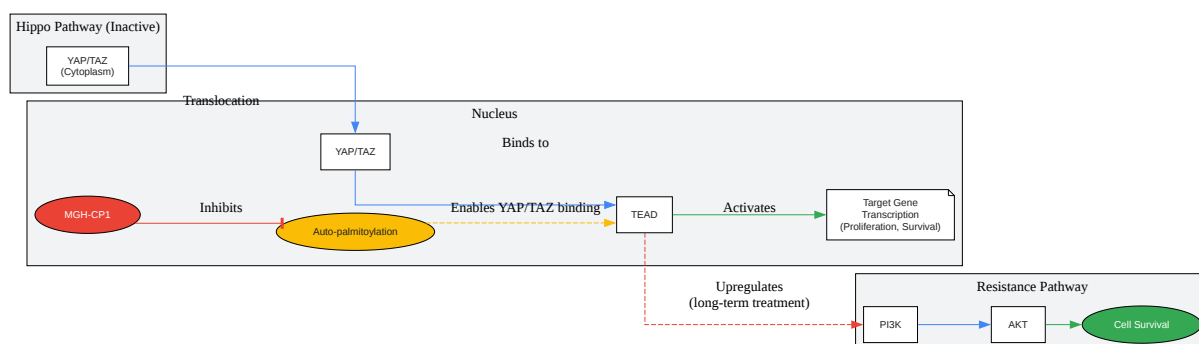 Hippo Pathway (Inactive)
YAP/TAZ
(Cytoplasm)
Translocation
Nucleus
Binds to
YAP/TAZ
MGH-CP1
Inhibits
Auto-palmitoylation
Enables YAP/TAZ binding
TEAD
Activates
Target Gene
Transcription
(Proliferation, Survival)
Upregulates
(long-term treatment)
Resistance Pathway
PI3K
AKT
Cell Survival